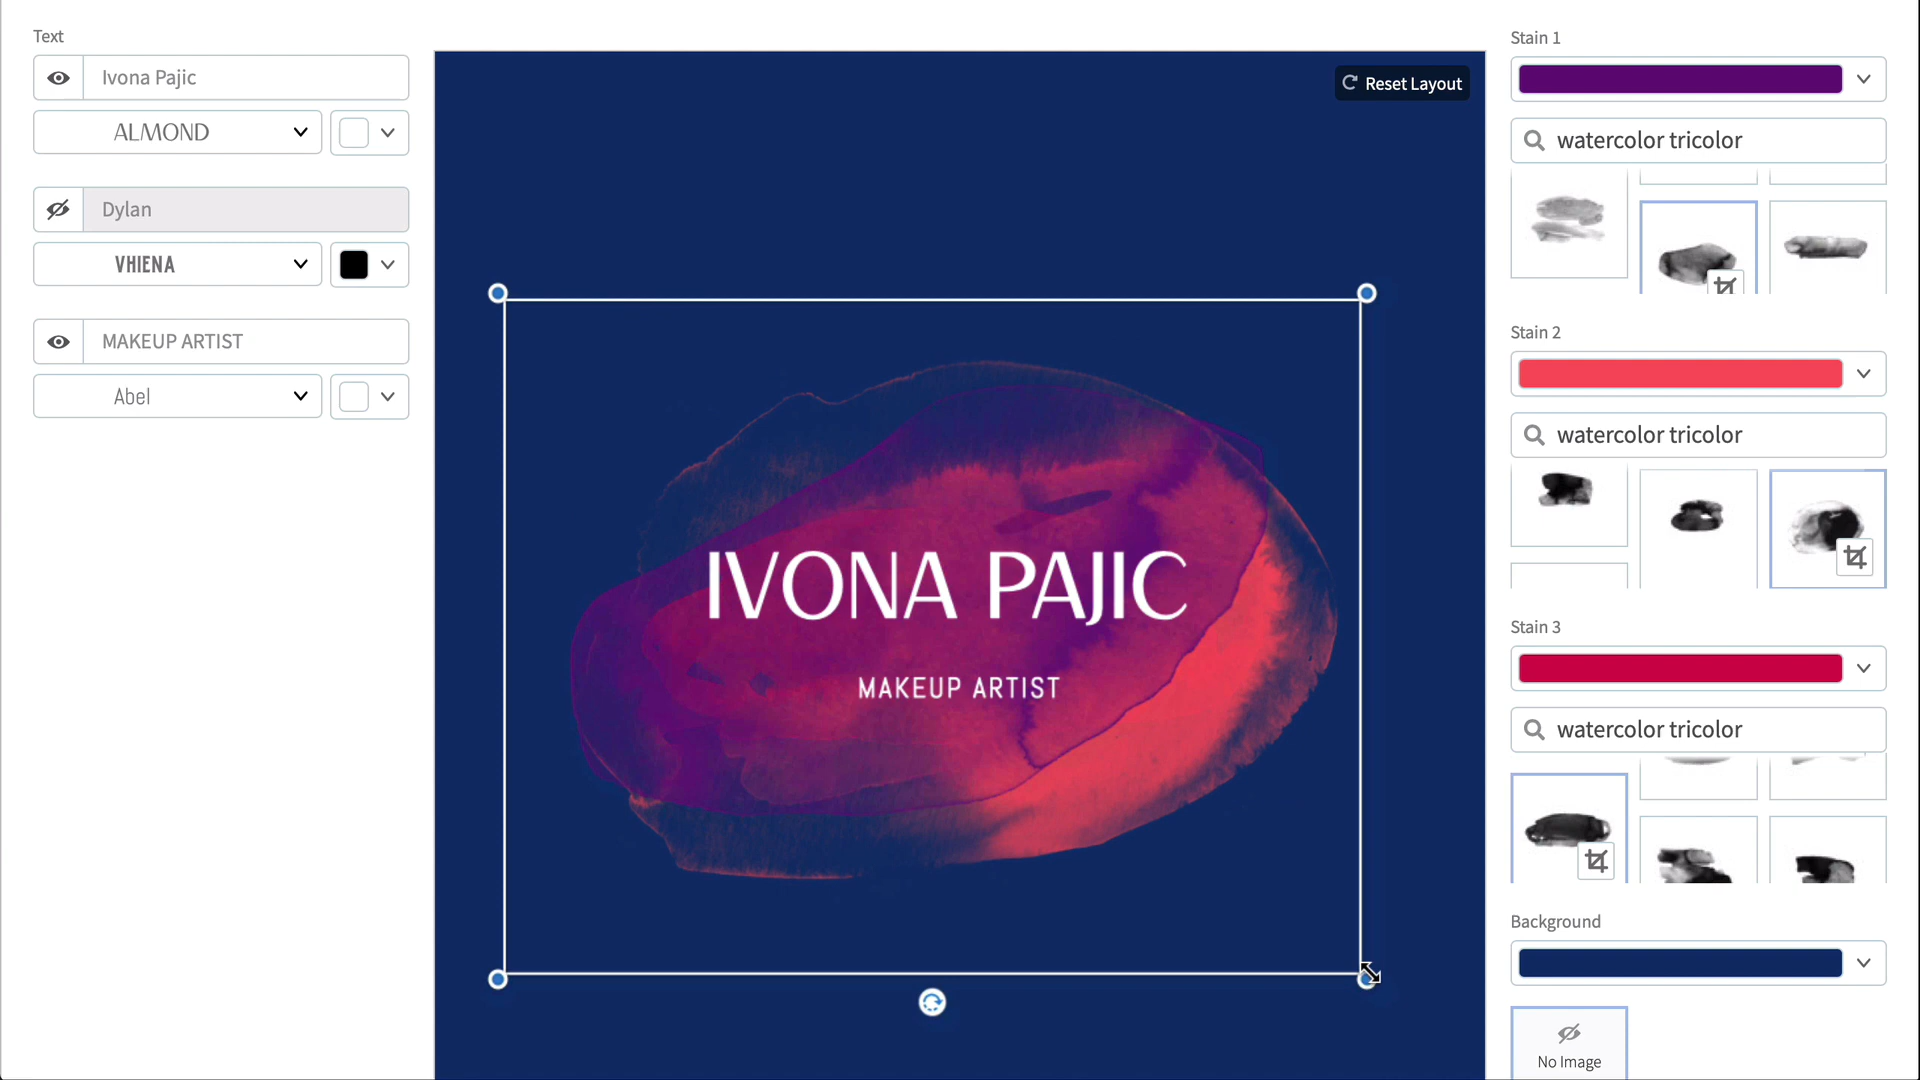 Text
Ivona Pajic
ALMOND
Dylan
VHIENA
MAKEUP ARTIST
Abel
Reset Layout
IVONA PAJIC
MAKEUP ARTIST
Stain 1
watercolor tricolor
Stain 2
watercolor tricolor
Stain 3
watercolor tricolor
Background
No Image